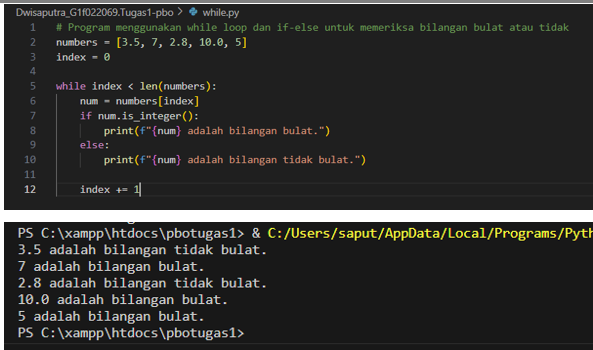 Dwisaputra_G1f022069.Tugas1-pbo > while.py
1 # Program menggunakan while loop dan if-else untuk memeriksa bilangan bulat atau tidak
2 numbers = [3.5, 7, 2.8, 10.0, 5]
3 index = 0
4
5 while index < len(numbers):
6     num = numbers[index]
7     if num.is_integer():
8         print(f"{num} adalah bilangan bulat.")
9     else:
10         print(f"{num} adalah bilangan tidak bulat.")
11
12     index += 1
PS C:\xampp\htdocs\pbotugas1> & C:/Users/saput/AppData/Local/Programs/Pyth
3.5 adalah bilangan tidak bulat.
7 adalah bilangan bulat.
2.8 adalah bilangan tidak bulat.
10.0 adalah bilangan bulat.
5 adalah bilangan bulat.
PS C:\xampp\htdocs\pbotugas1>